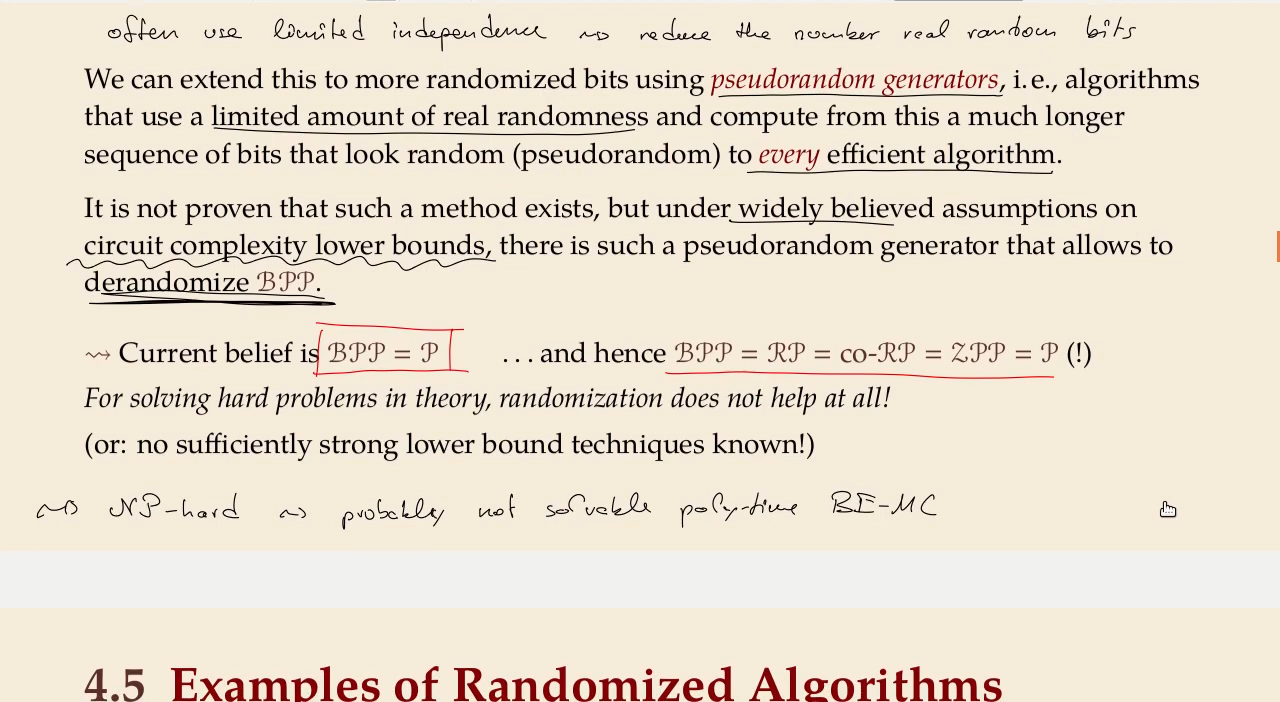 often use limited independence ⇝ reduce the number real random bits
We can extend this to more randomized bits using pseudorandom generators, i. e., algorithms
that use a limited amount of real randomness and compute from this a much longer
sequence of bits that look random (pseudorandom) to every efficient algorithm.
It is not proven that such a method exists, but under widely believed assumptions on
circuit complexity lower bounds, there is such a pseudorandom generator that allows to
derandomize BPP.
⇝ Current belief is BPP = P ... and hence BPP = RP = co-RP = ZPP = P (!)
For solving hard problems in theory, randomization does not help at all!
(or: no sufficiently strong lower bound techniques known!)
⇝ NP-hard ⇝ probably not solvable poly-time BE-MC
4.5 Examples of Randomized Algorithms